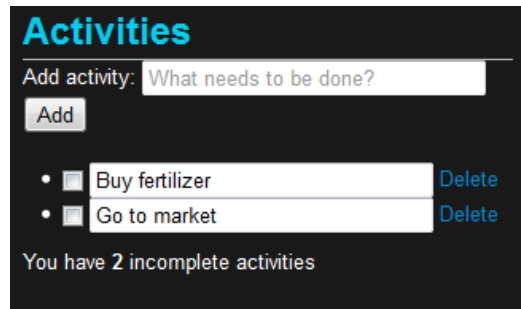 Activities
Add activity: What needs to be done?
Add
Buy fertilizer Delete
Go to market Delete
You have 2 incomplete activities